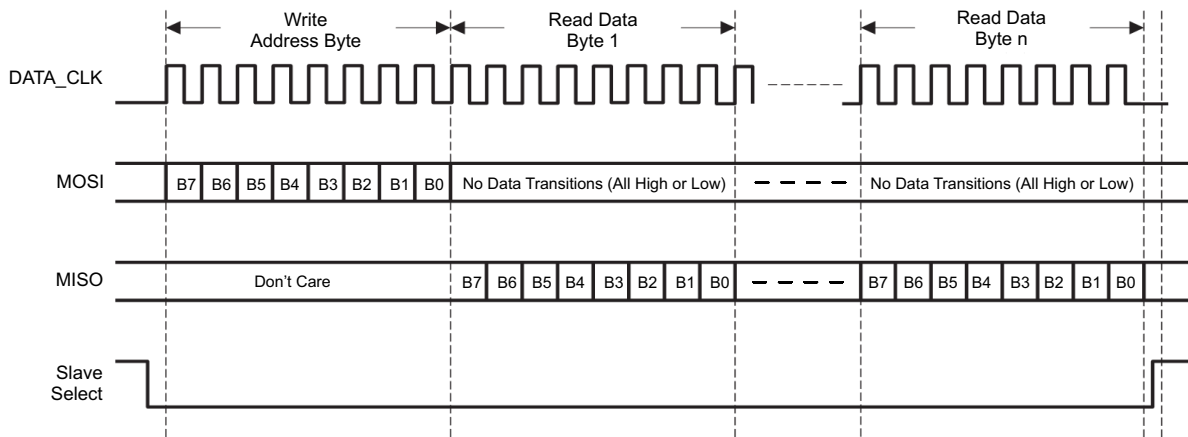 Write
Address Byte
Read Data
Byte 1
Read Data
Byte n
DATA_CLK
MOSI
B7 B6 B5 B4 B3 B2 B1 B0 No Data Transitions (All High or Low) No Data Transitions (All High or Low)
MISO
Don't Care B7 B6 B5 B4 B3 B2 B1 B0 B7 B6 B5 B4 B3 B2 B1 B0
Slave
Select